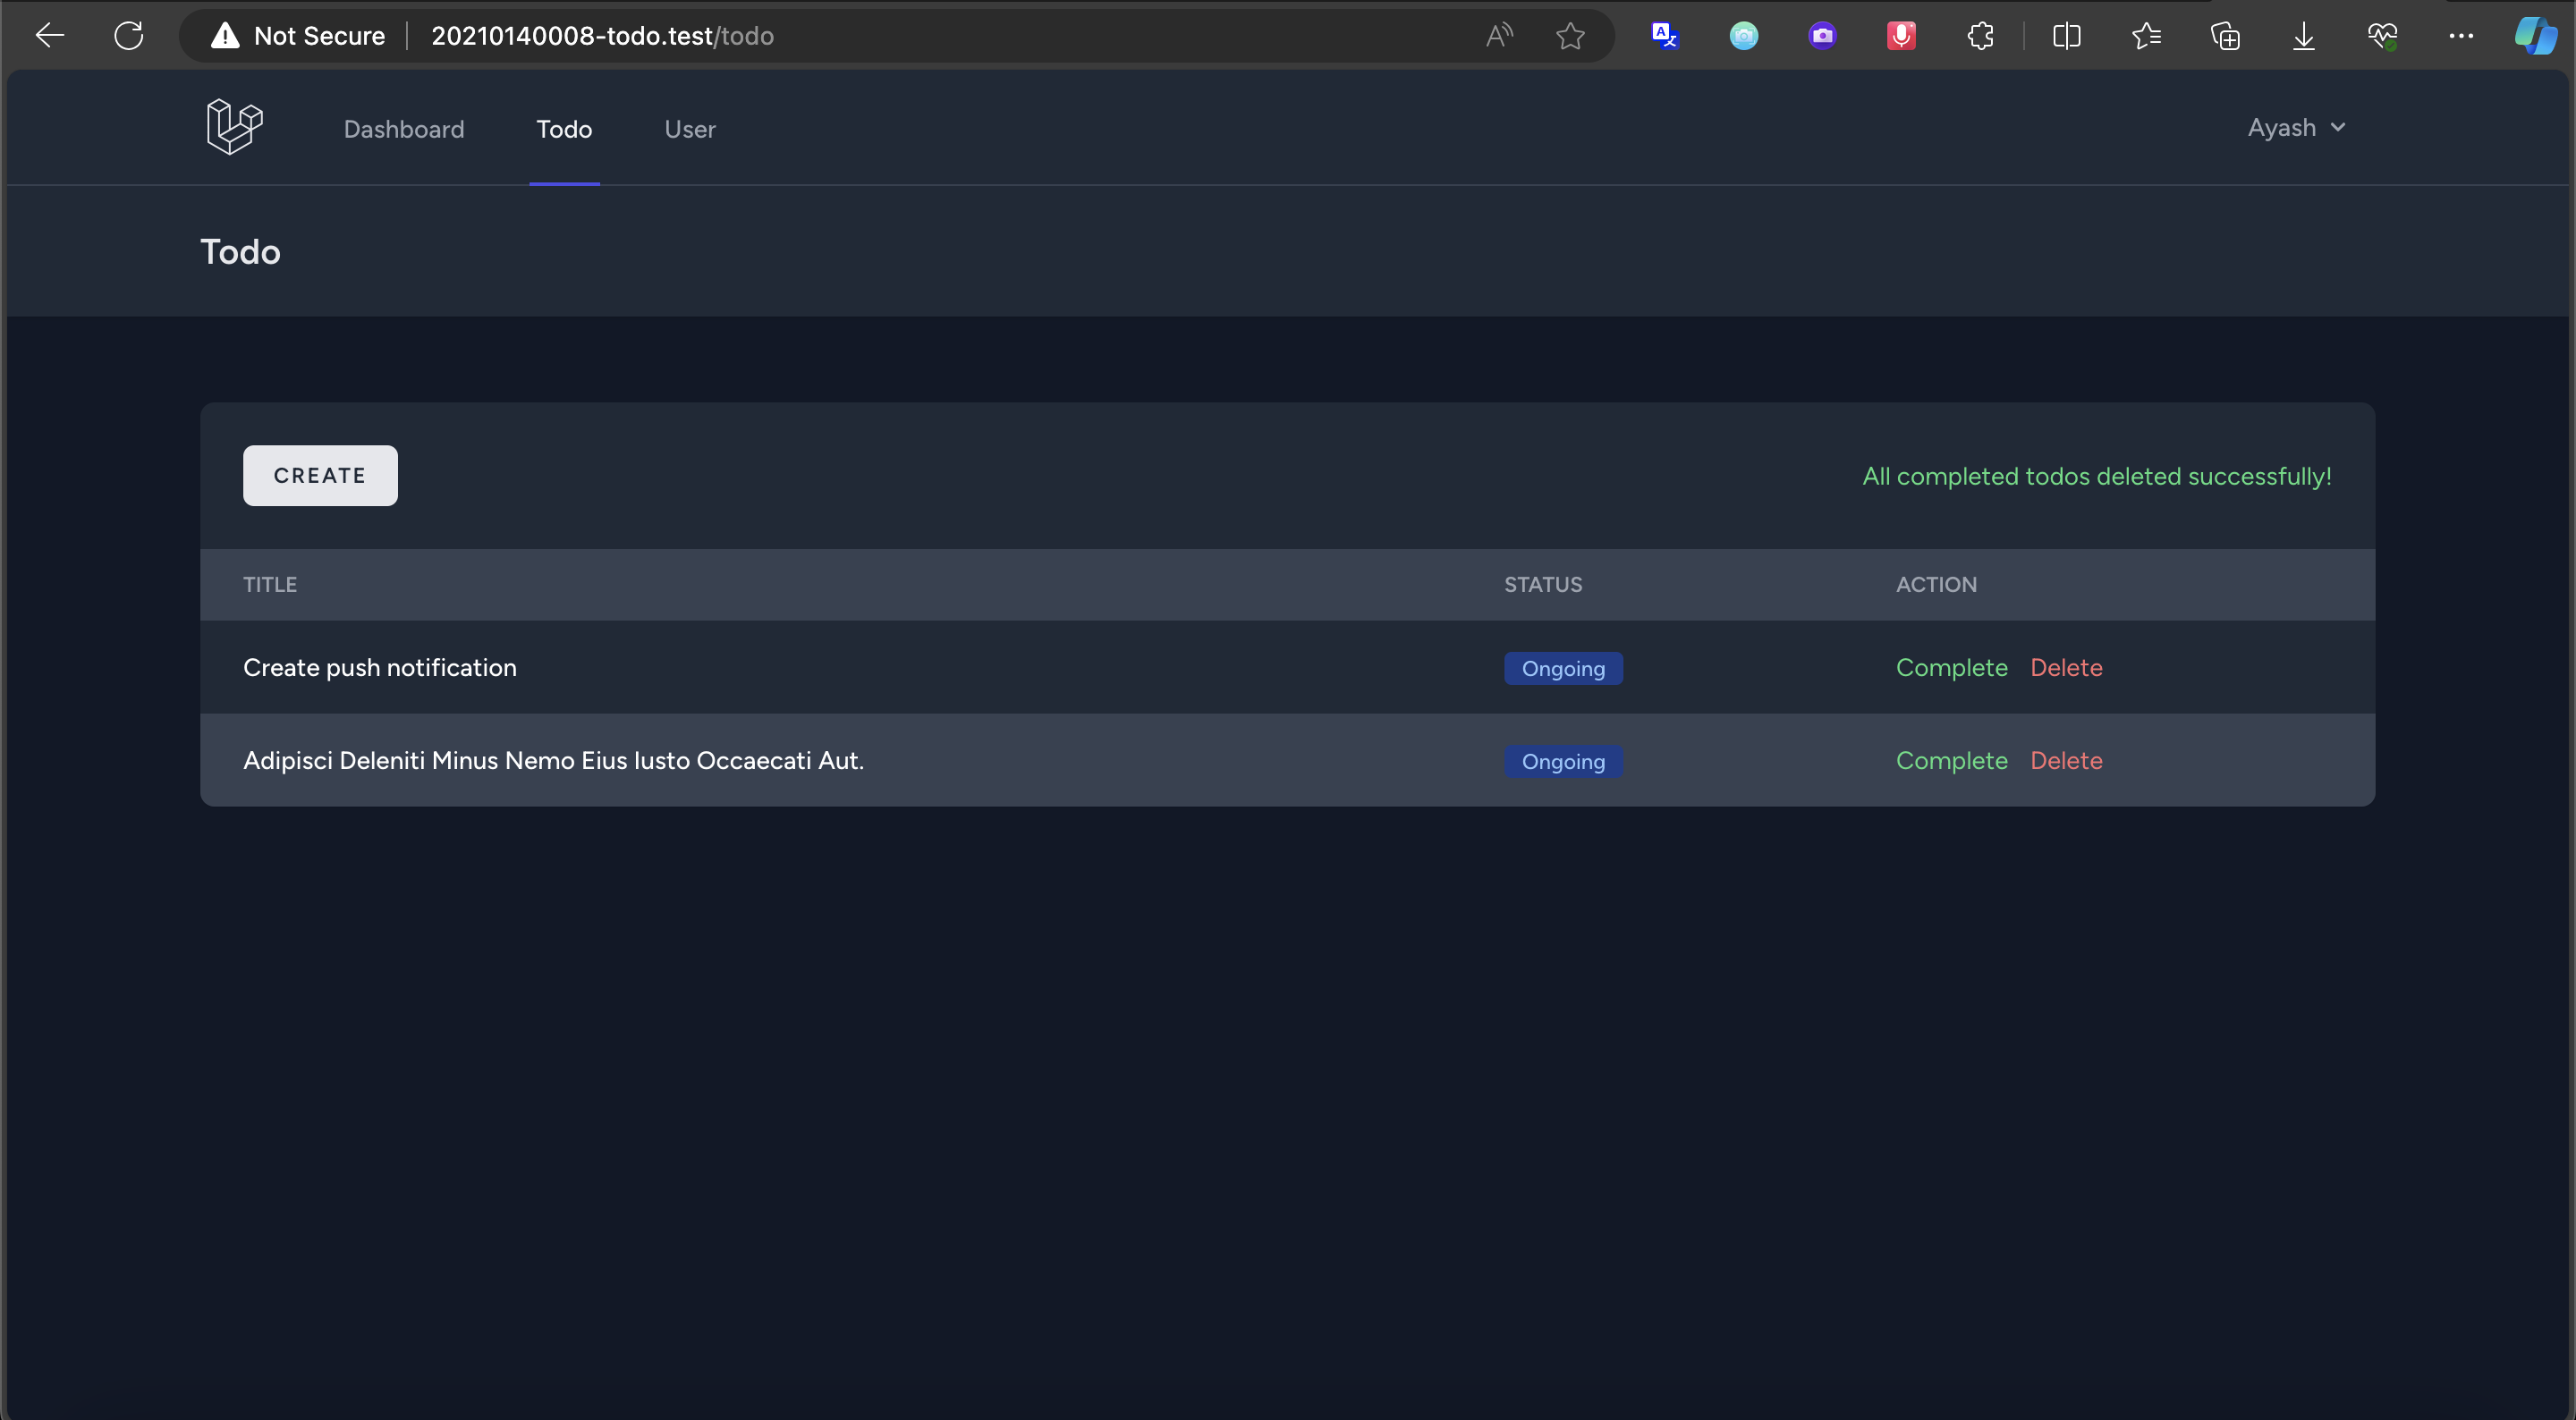 Not Secure 20210140008-todo.test/todo
Dashboard Todo User Ayash
Todo
CREATE All completed todos deleted successfully!
TITLE STATUS ACTION
Create push notification Ongoing Complete Delete
Adipisci Deleniti Minus Nemo Eius Iusto Occaecati Aut. Ongoing Complete Delete